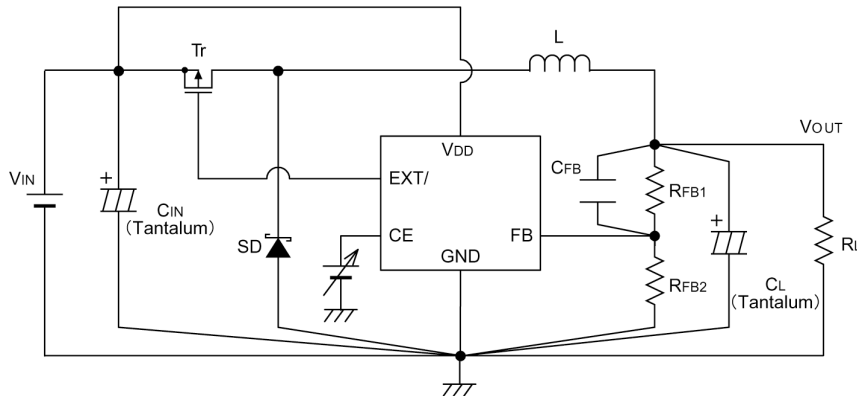 Tr
L
VIN
+
CIN
(Tantalum)
SD
VDD
EXT/
CE
GND
FB
CFB
RFB1
RFB2
VOUT
+
CL
(Tantalum)
RL